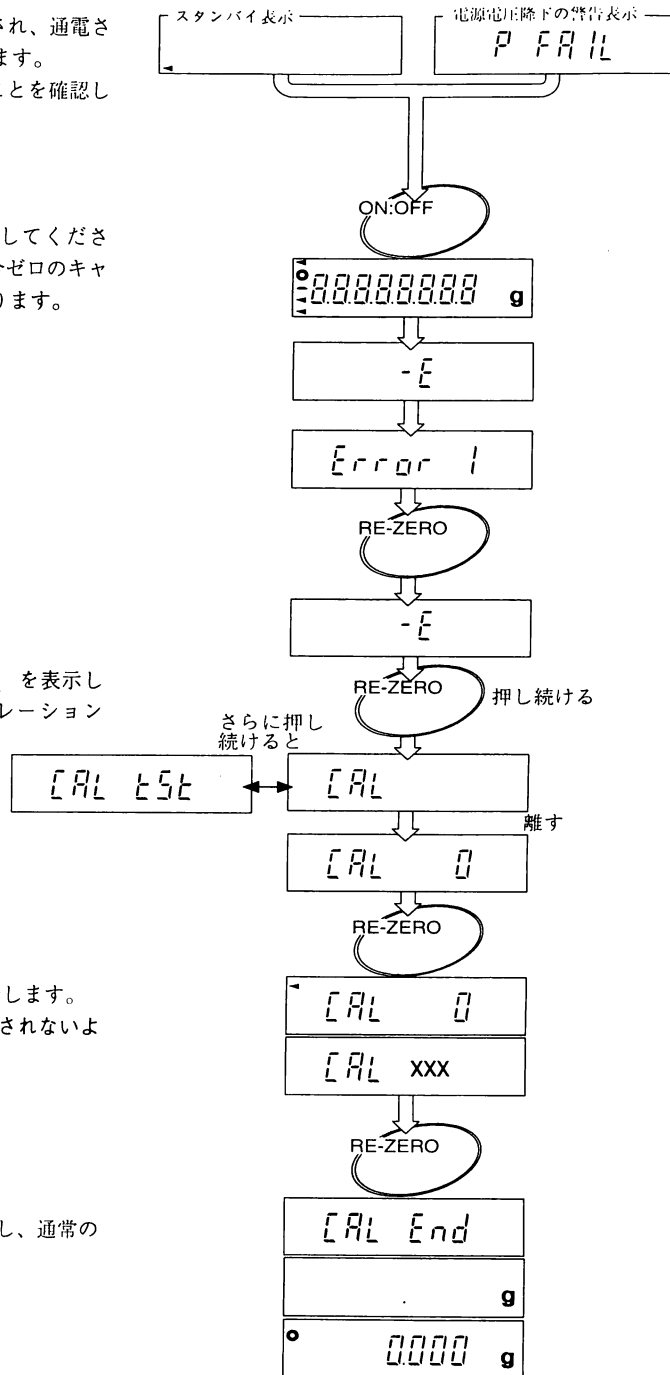 され、通電さ
ます。
ことを確認し
スタンバイ表示
電源電圧降下の警告表示
P FAIL
ON:OFF
してくださ
ゼロのキャ
ります。
8.8.8.8.8.8.8.8 g
-E
Error 1
RE-ZERO
-E
を表示し
レーション
RE-ZERO 押し続ける
さらに押し
続けると
CAL tSt
CAL
離す
CAL 0
RE-ZERO
します。
されないよ
CAL 0
CAL XXX
RE-ZERO
し、通常の
CAL End
g
0.000 g